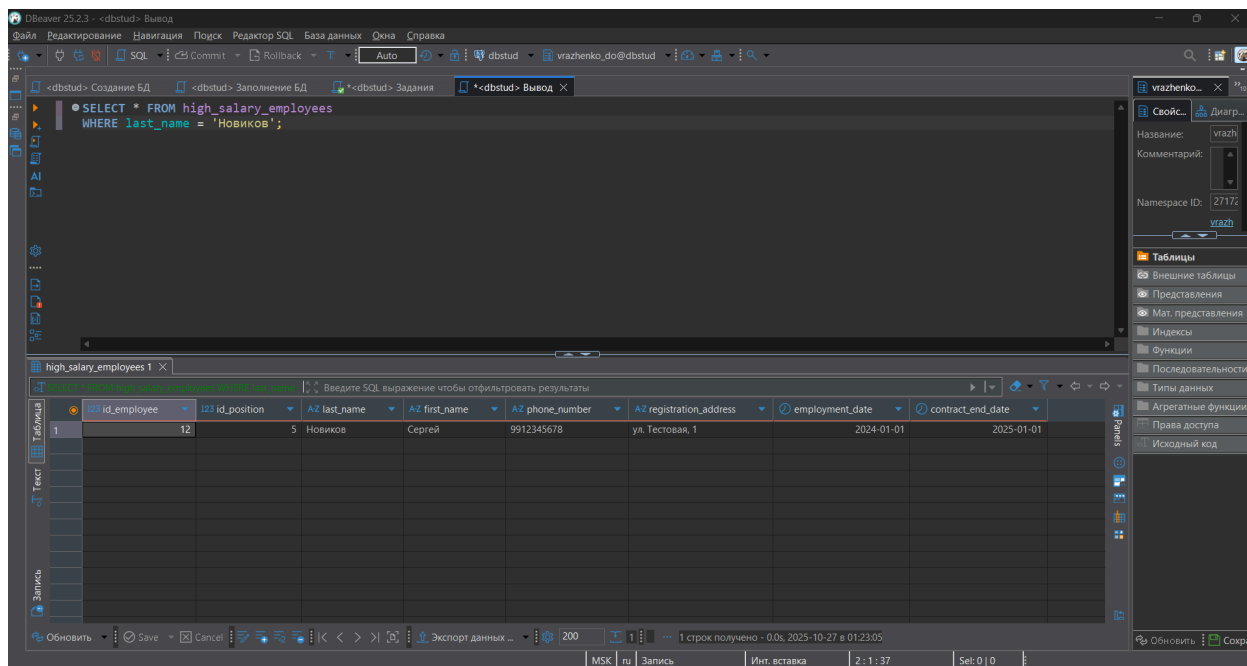 DBeaver 25.2.3 - <dbstud> Вывод
Файл Редактирование Навигация Поиск Редактор SQL База данных Окна Справка
SQL Commit Rollback T Auto dbstud vrazhenko_do@dbstud
<dbstud> Создание БД <dbstud> Заполнение БД *<dbstud> Задания *<dbstud> Вывод
SELECT * FROM high_salary_employees
WHERE last_name = 'Новиков';
AI
high_salary_employees 1
Введите SQL выражение чтобы отфильтровать результаты
123 id_employee 123 id_position A-Z last_name A-Z first_name A-Z phone_number A-Z registration_address employment_date contract_end_date
1 12 5 Новиков Сергей 9912345678 ул. Тестовая, 1 2024-01-01 2025-01-01
Таблица
Текст
Запись
Panels
Обновить Save Cancel Экспорт данных ... 200 1 ... 1 строк получено - 0.0s, 2025-10-27 в 01:23:05
MSK ru Запись Инт. вставка 2 : 1 : 37 Sel: 0 | 0
vrazhenko...
Свойс... Диагр...
Название: vrazh
Комментарий:
Namespace ID: 27172
vrazh
Таблицы
Внешние таблицы
Представления
Мат. представления
Индексы
Функции
Последовательности
Типы данных
Агрегатные функции
Права доступа
Исходный код
Обновить Сохра